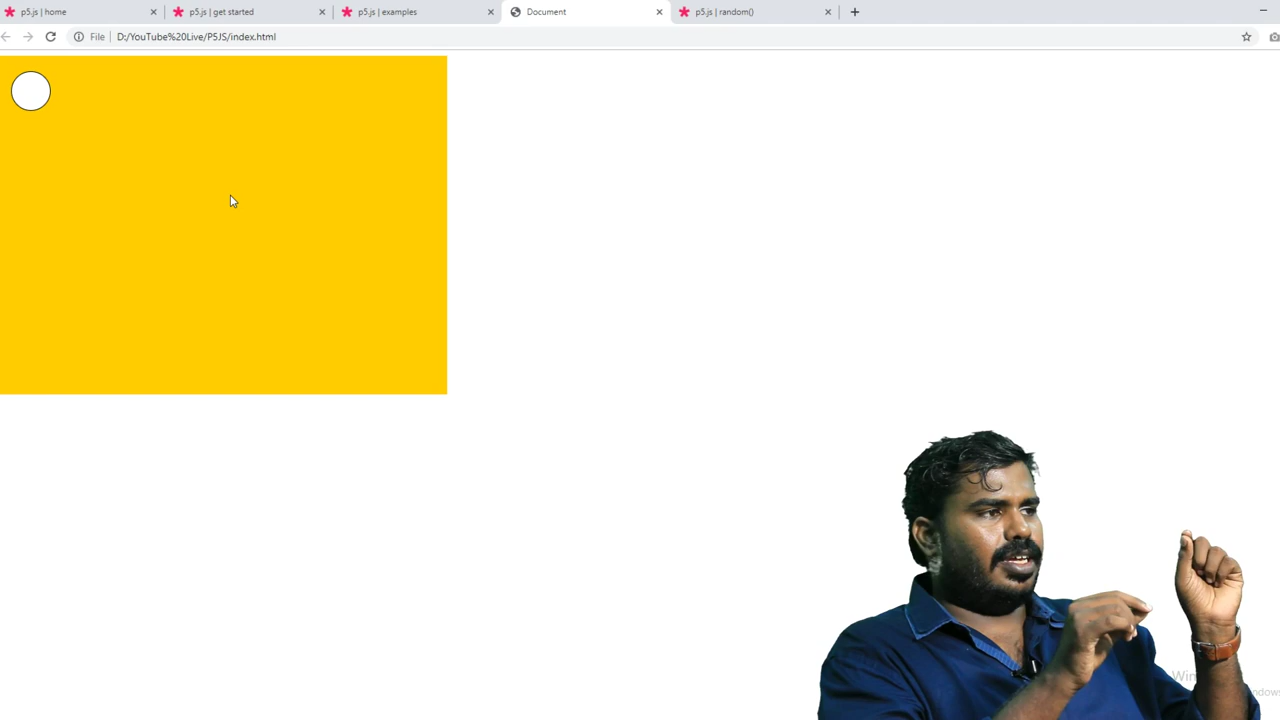 p5.js | home
p5.js | get started
p5.js | examples
Document
p5.js | random()
File
D:/YouTube%20Live/P5JS/index.html